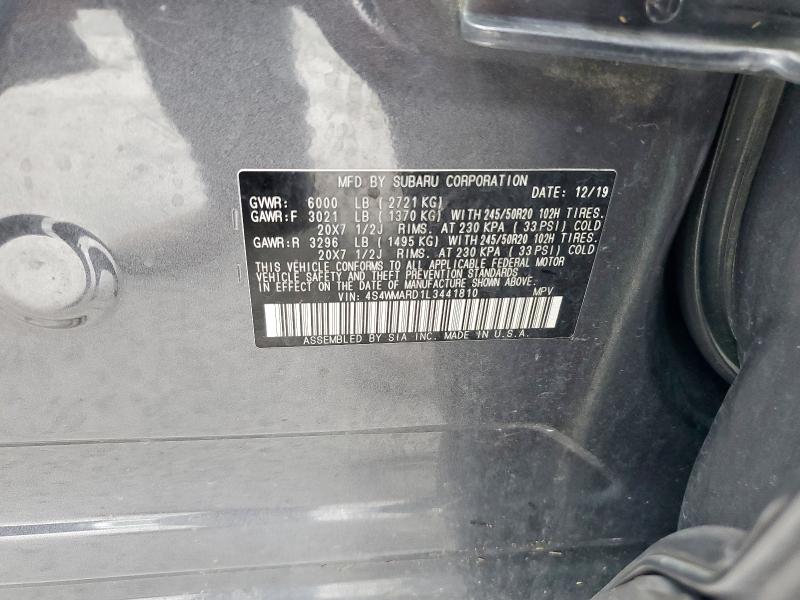 MFD BY SUBARU CORPORATION
DATE: 12/19
GVWR: 6000 LB (2721 KG)
GAWR:F 3021 LB (1370 KG) WITH 245/50R20 102H TIRES.
20X7 1/2J RIMS. AT 230 KPA ( 33 PSI) COLD
GAWR:R 3296 LB (1495 KG) WITH 245/50R20 102H TIRES.
20X7 1/2J RIMS. AT 230 KPA ( 33 PSI) COLD
THIS VEHICLE CONFORMS TO ALL APPLICABLE FEDERAL MOTOR
VEHICLE SAFETY AND THEFT PREVENTION STANDARDS
IN EFFECT ON THE DATE OF MANUFACTURE SHOWN ABOVE.
VIN: 4S4WMARD1L3441810 MPV
ASSEMBLED BY SIA INC. MADE IN U.S.A.